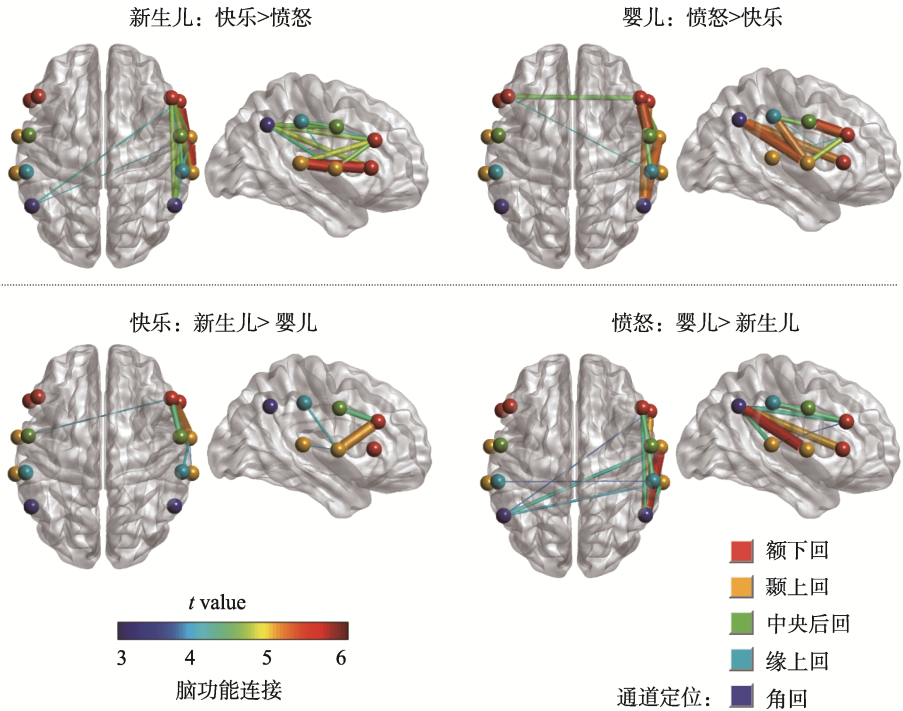 新生儿：快乐>愤怒
婴儿：愤怒>快乐
快乐：新生儿> 婴儿
愤怒：婴儿> 新生儿
t value
3 4 5 6
脑功能连接
额下回
颞上回
中央后回
缘上回
通道定位： 角回